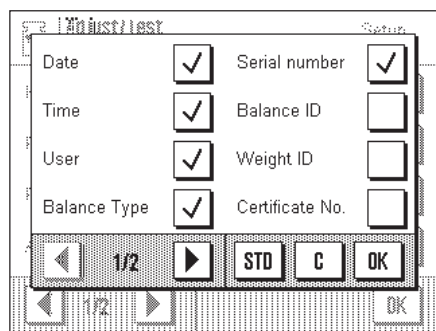 Adjust/Test
Setup
Date
Serial number
Time
Balance ID
User
Weight ID
Balance Type
Certificate No.
1/2
STD
C
OK
1/2
OK